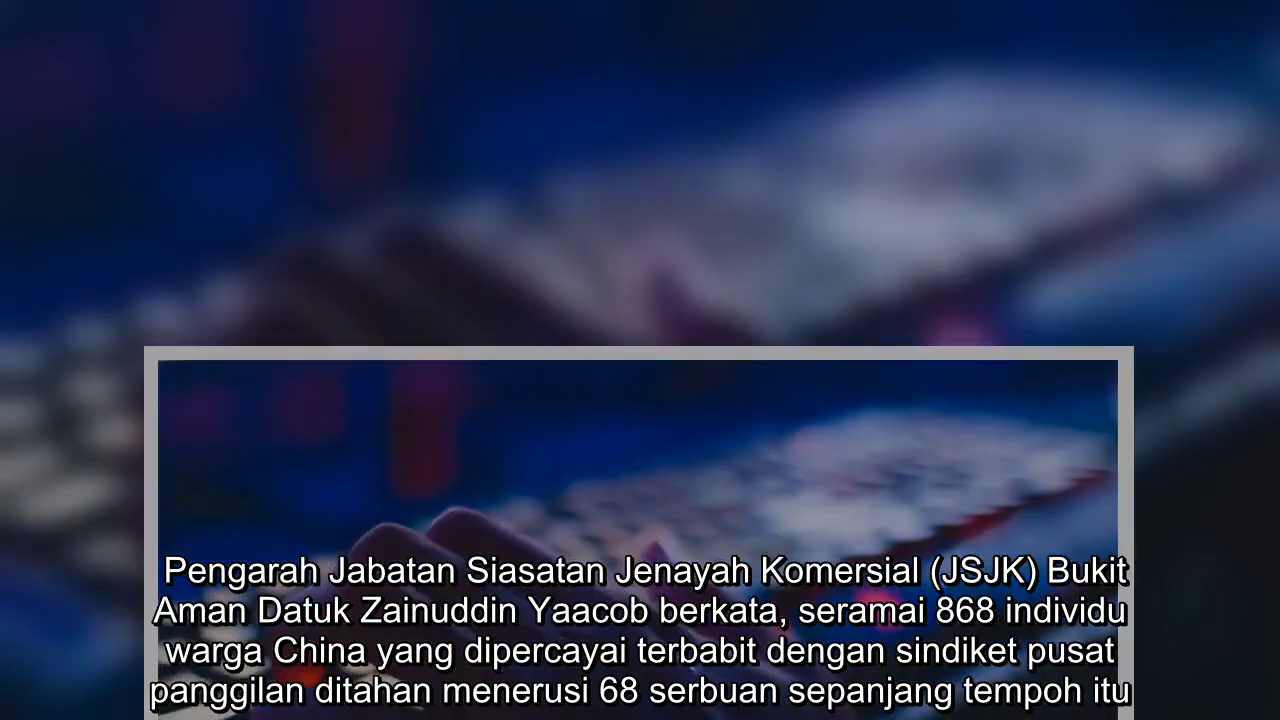 Pengarah Jabatan Siasatan Jenayah Komersial (JSJK) Bukit
Aman Datuk Zainuddin Yaacob berkata, seramai 868 individu
warga China yang dipercayai terbabit dengan sindiket pusat
panggilan ditahan menerusi 68 serbuan sepanjang tempoh itu